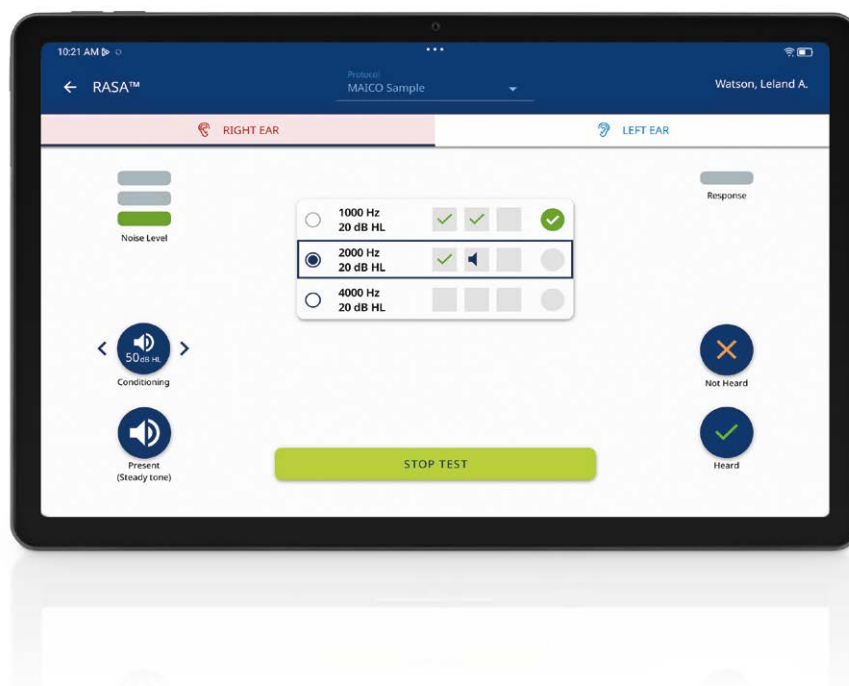 10:21 AM
RASA™
Protocol
MAICO Sample
Watson, Leland A.
RIGHT EAR
LEFT EAR
Noise Level
1000 Hz
20 dB HL
2000 Hz
20 dB HL
4000 Hz
20 dB HL
Response
50 dB HL
Conditioning
Not Heard
Present
(Steady tone)
STOP TEST
Heard